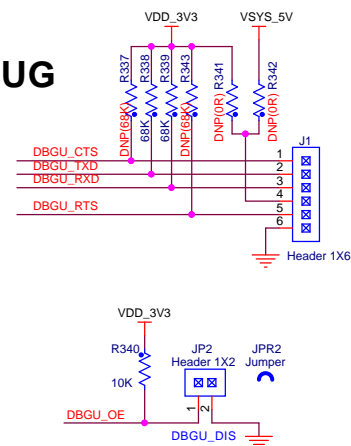 VDD_3V3
VSYS_5V
UG
R337
R338
R339
R343
R341
R342
DNP(68K)
68K
68K
DNP(68K)
DNP(0R)
DNP(0R)
J1
DBGU_CTS
1
DBGU_TXD
2
DBGU_RXD
3
4
DBGU_RTS
5
6
Header 1X6
VDD_3V3
R340
JP2
JPR2
Header 1X2
Jumper
10K
1
2
DBGU_OE
DBGU_DIS